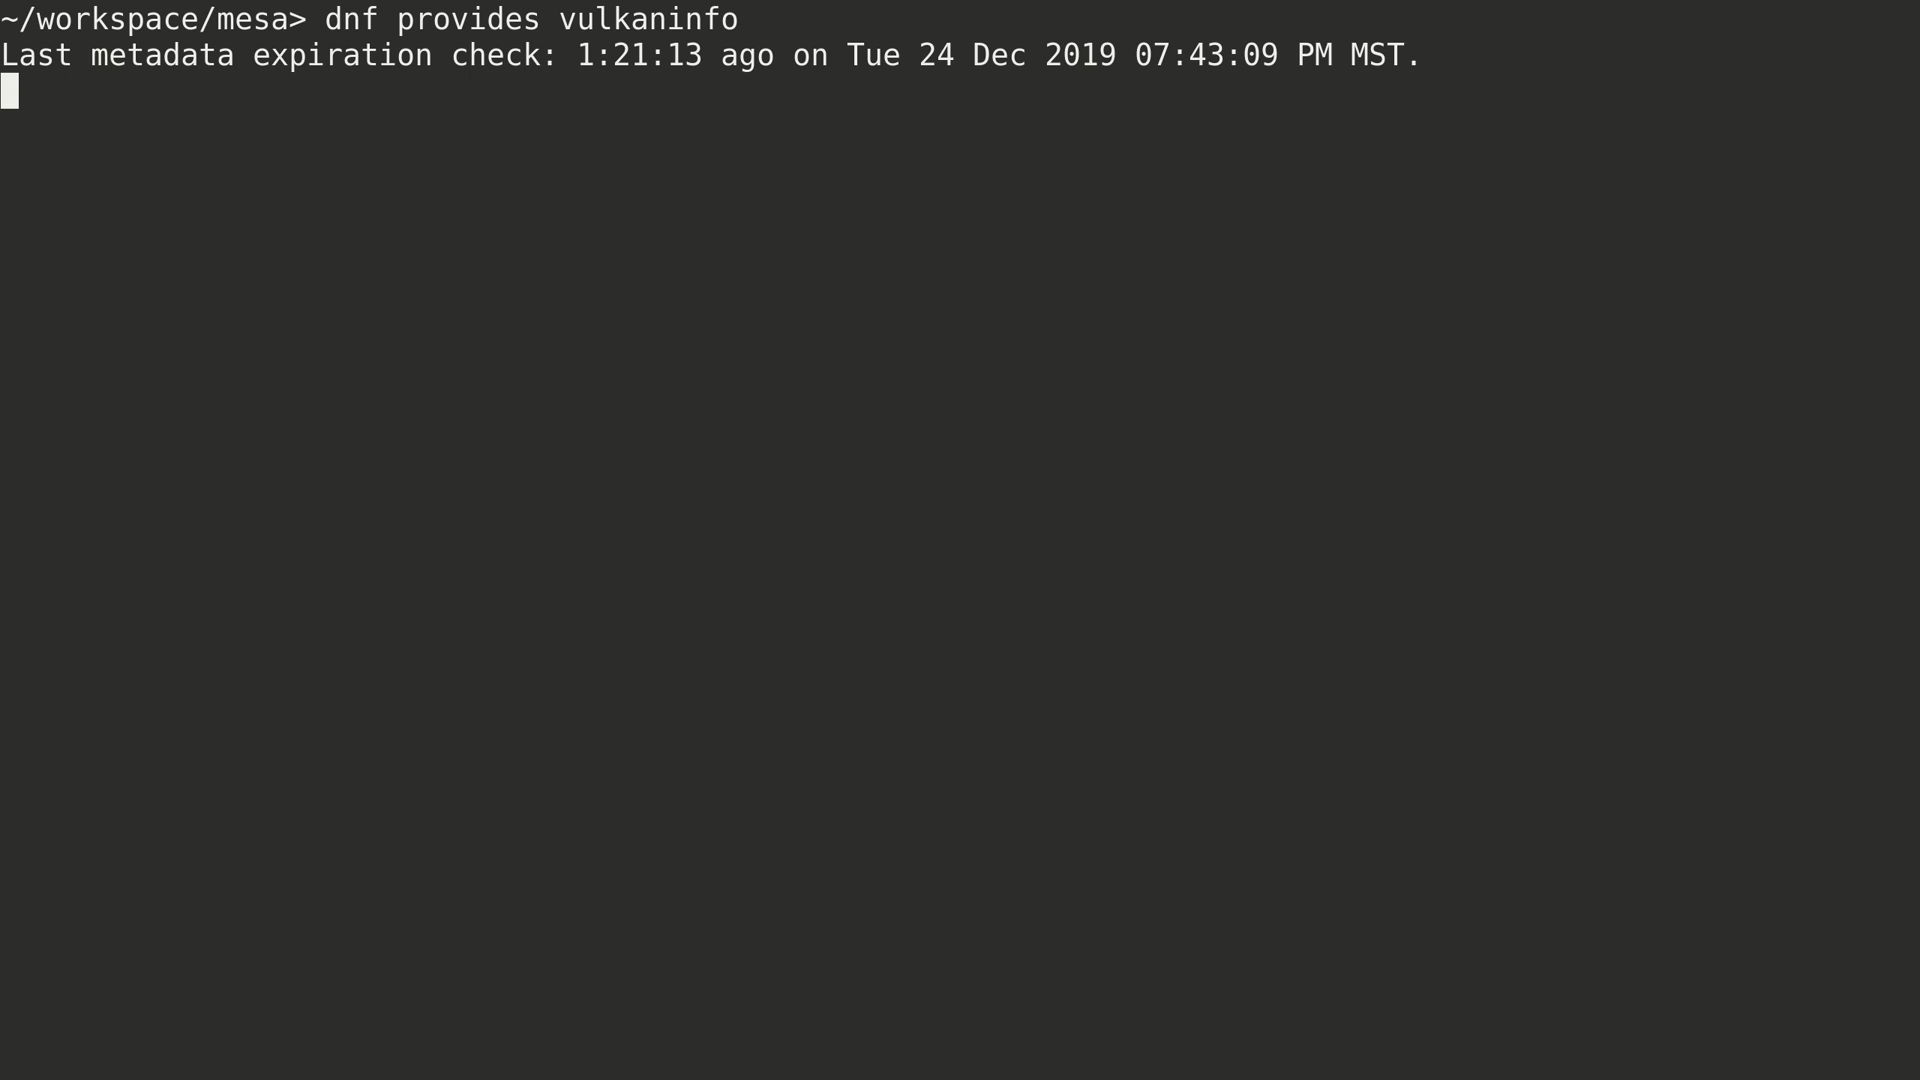 ~/workspace/mesa> dnf provides vulkaninfo
Last metadata expiration check: 1:21:13 ago on Tue 24 Dec 2019 07:43:09 PM MST.